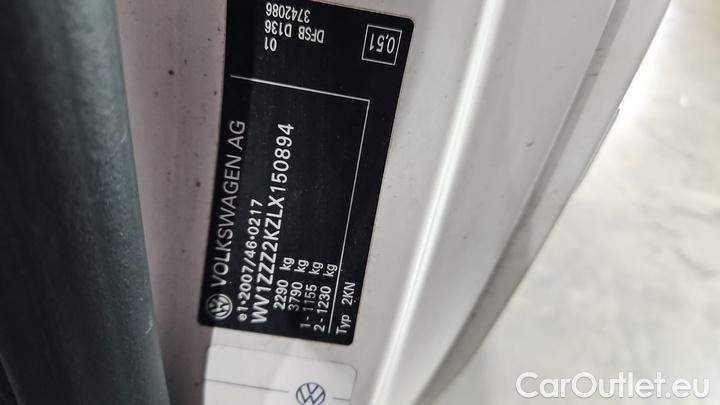 VOLKSWAGEN AG
e1*2007/46*0217
WV1ZZZ2KZLX150894
2290 kg
3790 kg
1-1155 kg
2-1230 kg
Typ 2KN
01
DFSB D136
3742086
0,51
CarOutlet.eu